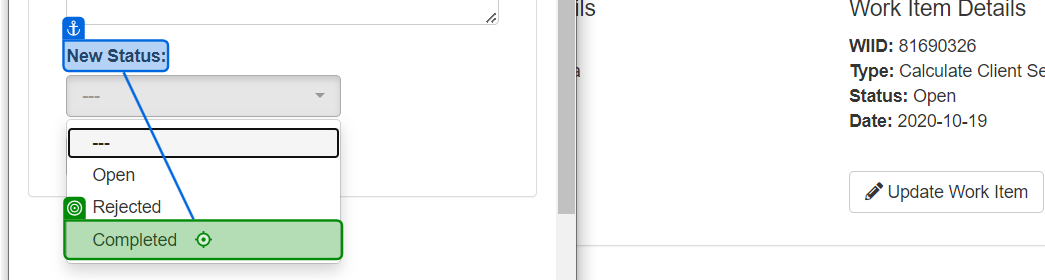 New Status:
---
---
Open
Rejected
Completed
ils
a
Work Item Details
WIID: 81690326
Type: Calculate Client Se
Status: Open
Date: 2020-10-19
Update Work Item